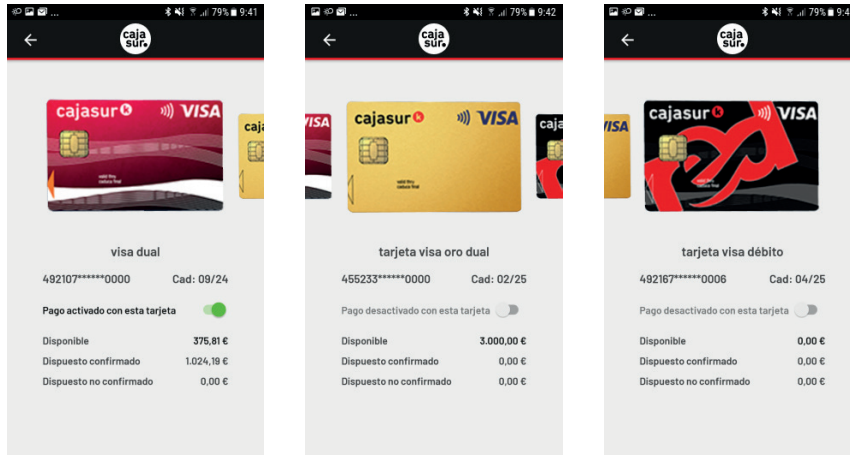 ... 79% 9:41
caja
sur.
cajasur VISA
caja
visa dual
492107******0000 Cad: 09/24
Pago activado con esta tarjeta
Disponible 375,81 €
Dispuesto confirmado 1.024,19 €
Dispuesto no confirmado 0,00 €
... 79% 9:42
caja
sur.
VISA
cajasur VISA
caja
tarjeta visa oro dual
455233******0000 Cad: 02/25
Pago desactivado con esta tarjeta
Disponible 3.000,00 €
Dispuesto confirmado 0,00 €
Dispuesto no confirmado 0,00 €
... 79% 9:4
caja
sur.
VISA
cajasur VISA
tarjeta visa débito
492167******0006 Cad: 04/25
Pago desactivado con esta tarjeta
Disponible 0,00 €
Dispuesto confirmado 0,00 €
Dispuesto no confirmado 0,00 €